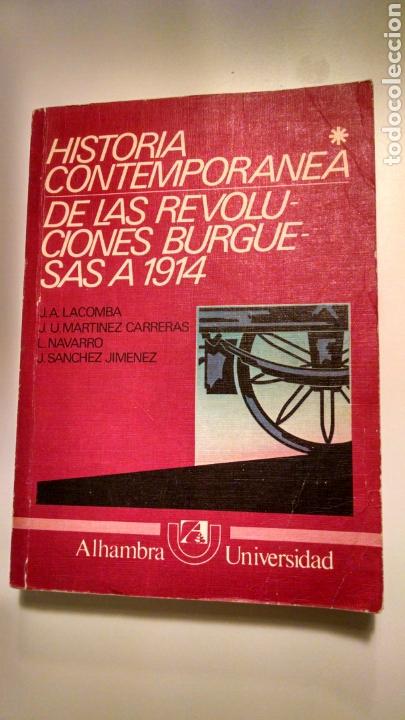 HISTORIA *
CONTEMPORANEA
DE LAS REVOLU-
CIONES BURGUE-
SAS A 1914
J. A. LACOMBA
J. U. MARTINEZ CARRERAS
L. NAVARRO
J. SANCHEZ JIMENEZ
Alhambra A Universidad
todocoleccion